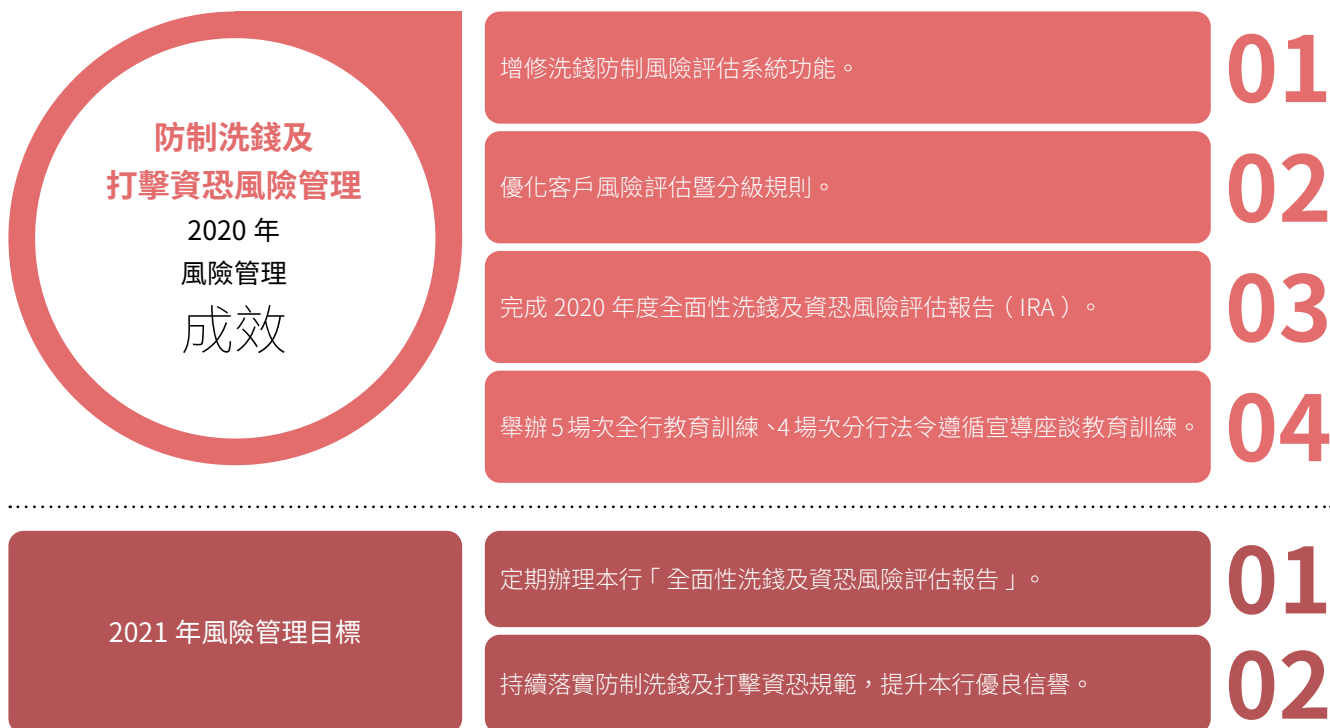 防制洗錢及
打擊資恐風險管理
2020 年
風險管理
成效
增修洗錢防制風險評估系統功能。
01
優化客戶風險評估暨分級規則。
02
完成 2020 年度全面性洗錢及資恐風險評估報告（IRA）。
03
舉辦 5 場次全行教育訓練、4 場次分行法令遵循宣導座談教育訓練。
04
2021 年風險管理目標
定期辦理本行「全面性洗錢及資恐風險評估報告」。
01
持續落實防制洗錢及打擊資恐規範，提升本行優良信譽。
02